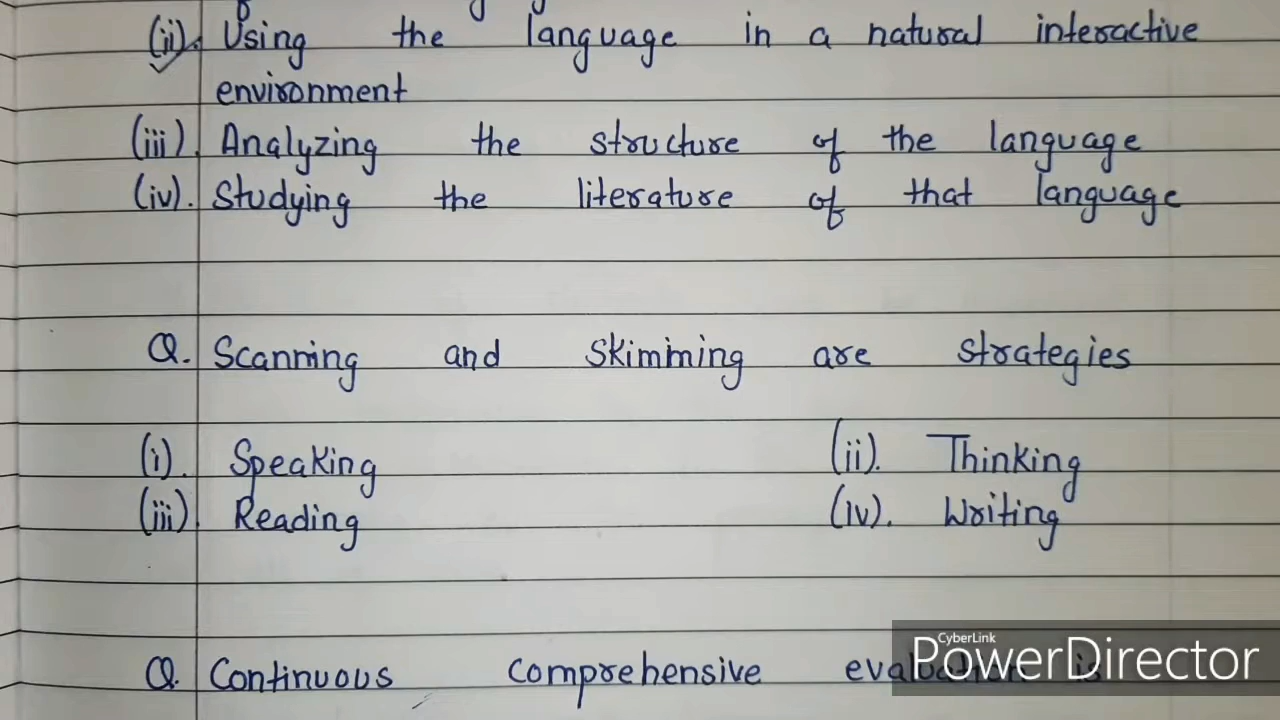 (ii). Using the language in a natural interactive
environment
(iii). Analyzing the structure of the language
(iv). Studying the literature of that language
Q. Scanning and Skimming are strategies
(i). Speaking (ii). Thinking
(iii). Reading (iv). Writing
Q. Continuous comprehensive evaluation is
CyberLink
PowerDirector